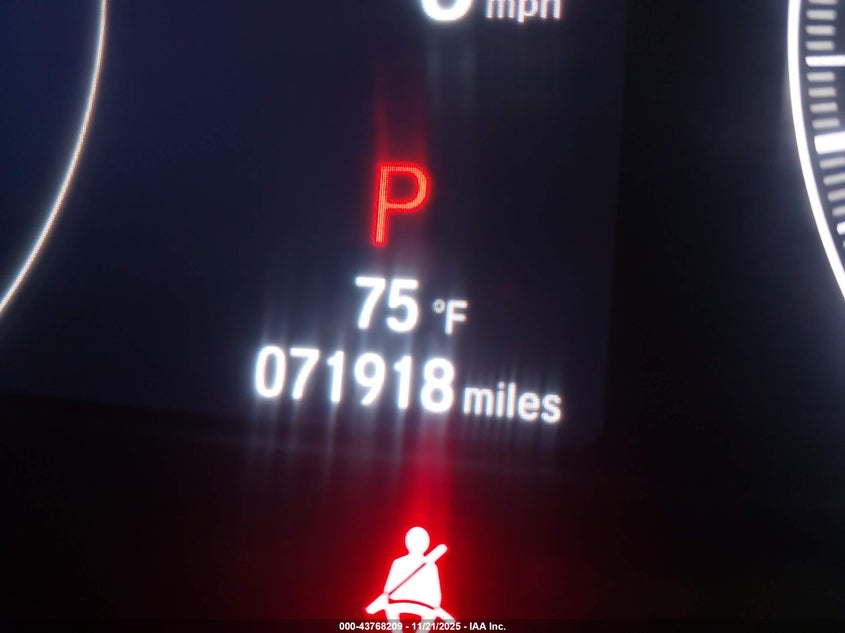 mph
P
75 °F
071918 miles
000-43768209 - 11/21/2025 - IAA Inc.